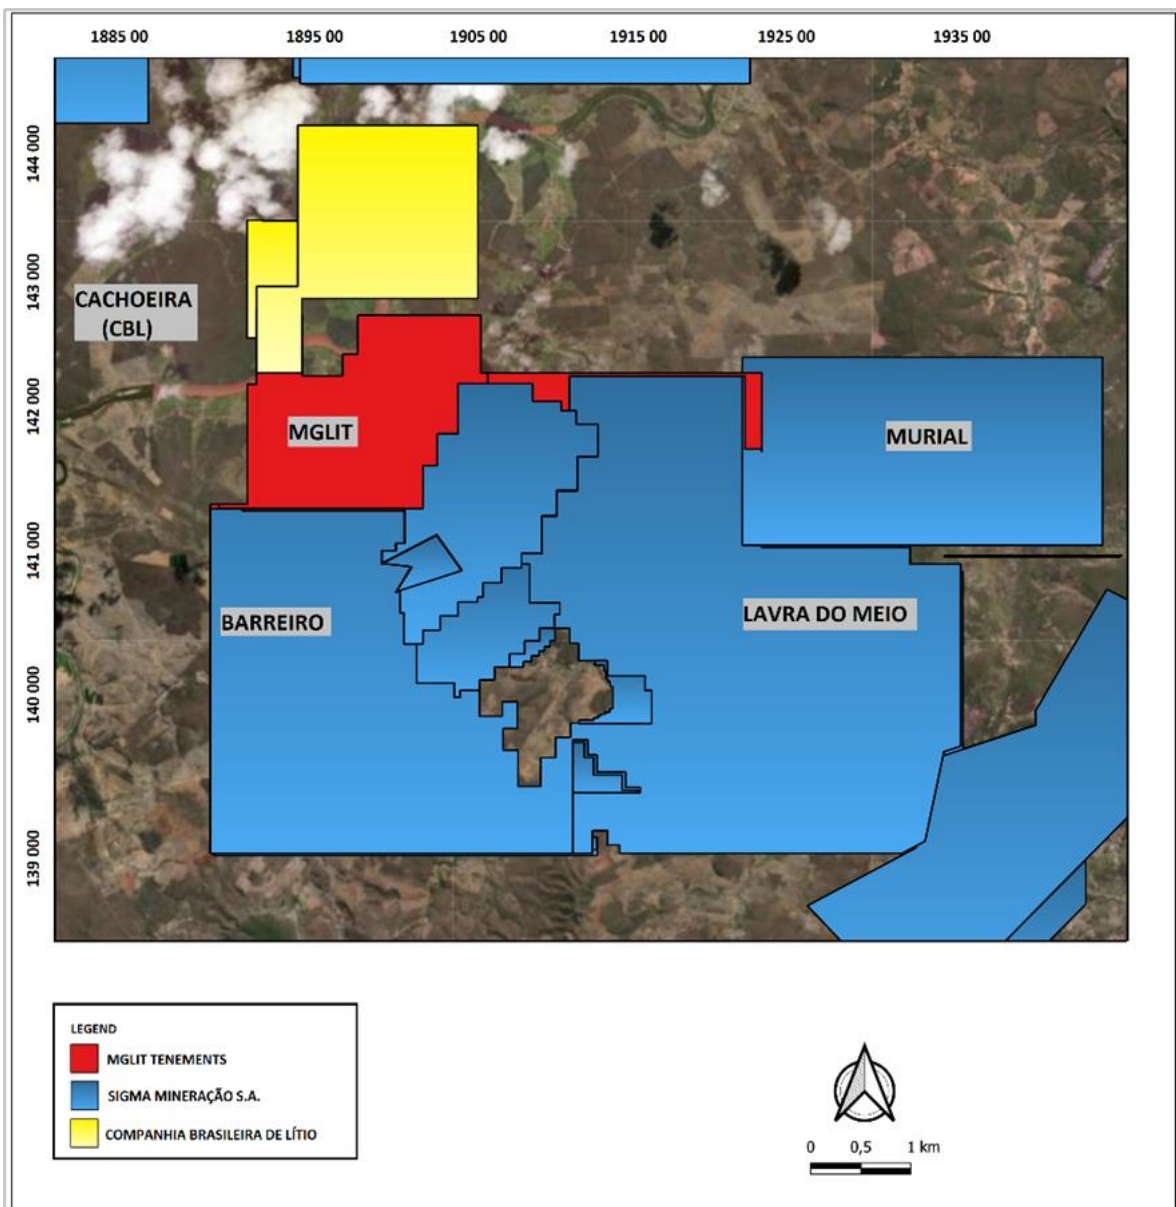 1885 00 1895 00 1905 00 1915 00 1925 00 1935 00
144 000
143 000
142 000
141 000
140 000
139 000
CACHOEIRA
(CBL)
MGLIT
MURIAL
BARREIRO
LAVRA DO MEIO
LEGEND
MGLIT TENEMENTS
SIGMA MINERAÇÃO S.A.
COMPANHIA BRASILEIRA DE LÍTIO
0 0,5 1 km